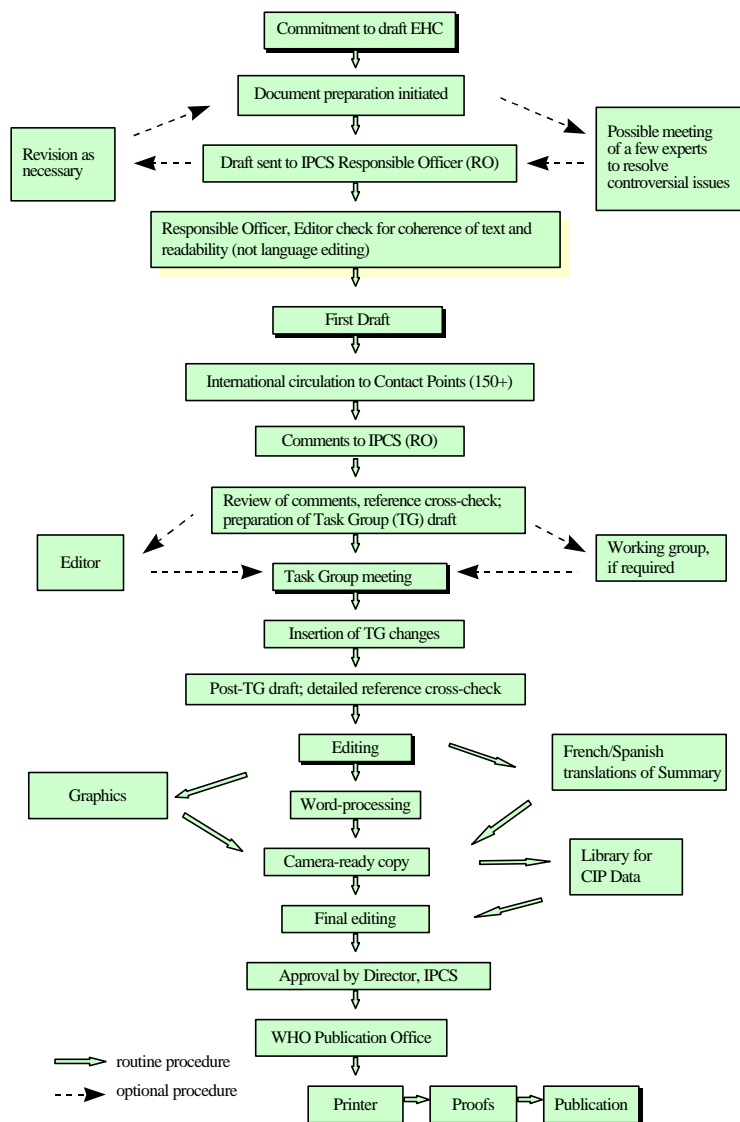 Commitment to draft EHC
Document preparation initiated
Revision as
necessary
Draft sent to IPCS Responsible Officer (RO)
Possible meeting
of a few experts
to resolve
controversial issues
Responsible Officer, Editor check for coherence of text and
readability (not language editing)
First Draft
International circulation to Contact Points (150+)
Comments to IPCS (RO)
Review of comments, reference cross-check;
preparation of Task Group (TG) draft
Editor
Working group,
if required
Task Group meeting
Insertion of TG changes
Post-TG draft; detailed reference cross-check
Editing
French/Spanish
translations of Summary
Graphics
Word-processing
Camera-ready copy
Library for
CIP Data
Final editing
Approval by Director, IPCS
WHO Publication Office
routine procedure
optional procedure
Printer
Proofs
Publication